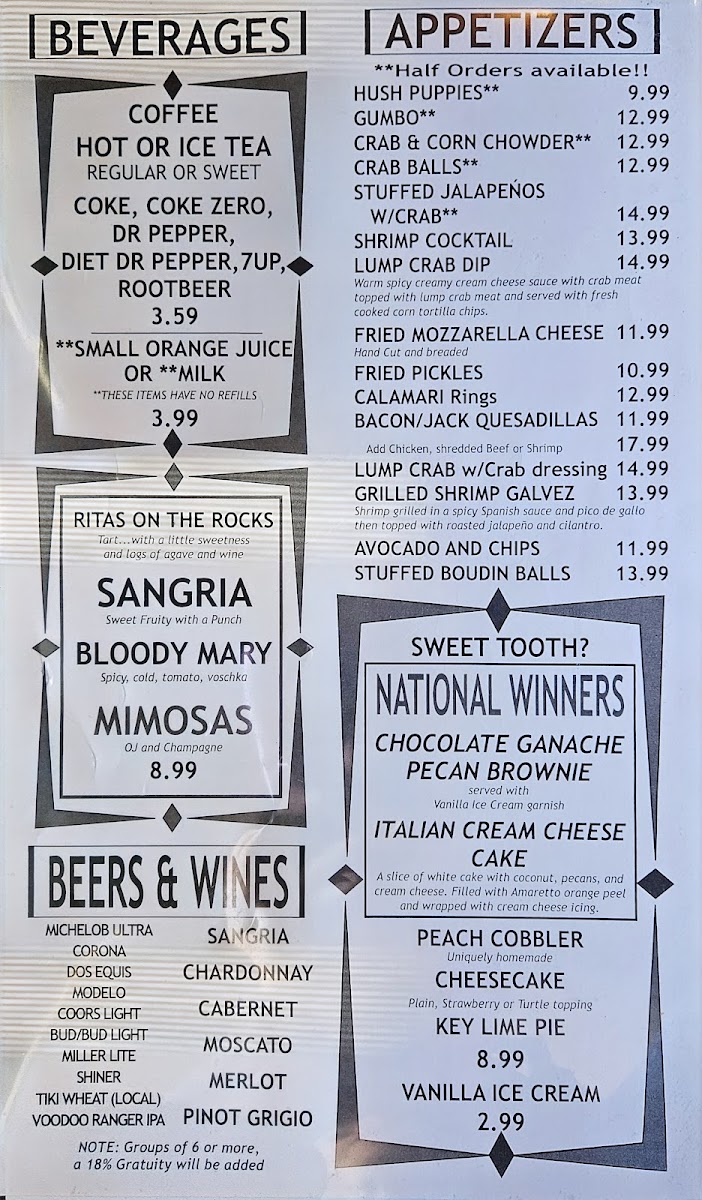 BEVERAGES
COFFEE
HOT OR ICE TEA
REGULAR OR SWEET
COKE, COKE ZERO,
DR PEPPER,
DIET DR PEPPER,7UP,
ROOTBEER
3.59
**SMALL ORANGE JUICE
OR **MILK
**THESE ITEMS HAVE NO REFILLS
3.99
RITAS ON THE ROCKS
Tart...with a little sweetness
and logs of agave and wine
SANGRIA
Sweet Fruity with a Punch
BLOODY MARY
Spicy, cold, tomato, voschka
MIMOSAS
OJ and Champagne
8.99
BEERS & WINES
MICHELOB ULTRA
CORONA
DOS EQUIS
MODELO
COORS LIGHT
BUD/BUD LIGHT
MILLER LITE
SHINER
TIKI WHEAT (LOCAL)
VOODOO RANGER IPA
SANGRIA
CHARDONNAY
CABERNET
MOSCATO
MERLOT
PINOT GRIGIO
NOTE: Groups of 6 or more,
a 18% Gratuity will be added
APPETIZERS
**Half Orders available!!
HUSH PUPPIES** 9.99
GUMBO** 12.99
CRAB & CORN CHOWDER** 12.99
CRAB BALLS** 12.99
STUFFED JALAPEŃOS
W/CRAB** 14.99
SHRIMP COCKTAIL 13.99
LUMP CRAB DIP 14.99
Warm spicy creamy cream cheese sauce with crab meat
topped with lump crab meat and served with fresh
cooked corn tortilla chips.
FRIED MOZZARELLA CHEESE 11.99
Hand Cut and breaded
FRIED PICKLES 10.99
CALAMARI Rings 12.99
BACON/JACK QUESADILLAS 11.99
Add Chicken, shredded Beef or Shrimp 17.99
LUMP CRAB w/Crab dressing 14.99
GRILLED SHRIMP GALVEZ 13.99
Shrimp grilled in a spicy Spanish sauce and pico de gallo
then topped with roasted jalapeño and cilantro.
AVOCADO AND CHIPS 11.99
STUFFED BOUDIN BALLS 13.99
SWEET TOOTH?
NATIONAL WINNERS
CHOCOLATE GANACHE
PECAN BROWNIE
served with
Vanilla Ice Cream garnish
ITALIAN CREAM CHEESE
CAKE
A slice of white cake with coconut, pecans, and
cream cheese. Filled with Amaretto orange peel
and wrapped with cream cheese icing.
PEACH COBBLER
Uniquely homemade
CHEESECAKE
Plain, Strawberry or Turtle topping
KEY LIME PIE
8.99
VANILLA ICE CREAM
2.99